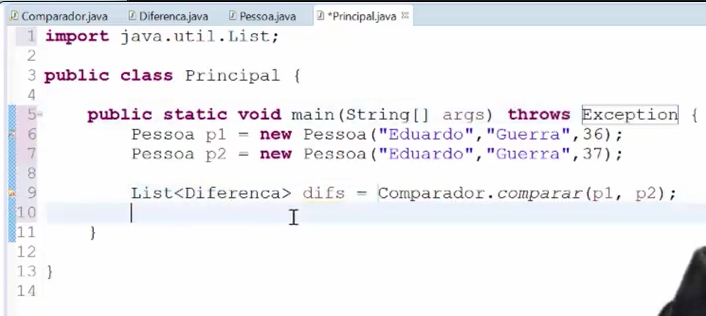 Comparador.java Diferenca.java Pessoa.java *Principal.java
1 import java.util.List;
2
3 public class Principal {
4
5 public static void main(String[] args) throws Exception {
6 Pessoa p1 = new Pessoa("Eduardo","Guerra",36);
7 Pessoa p2 = new Pessoa("Eduardo","Guerra",37);
8
9 List<Diferenca> difs = Comparador.comparar(p1, p2);
10
11 }
12
13 }
14